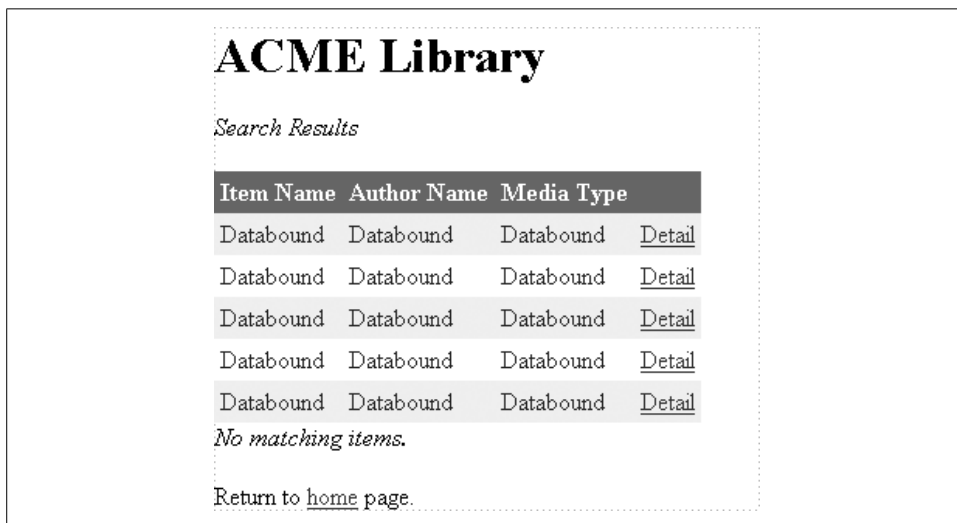 ACME Library
Search Results
Item Name Author Name Media Type
Databound Databound Databound Detail
Databound Databound Databound Detail
Databound Databound Databound Detail
Databound Databound Databound Detail
Databound Databound Databound Detail
No matching items.
Return to home page.